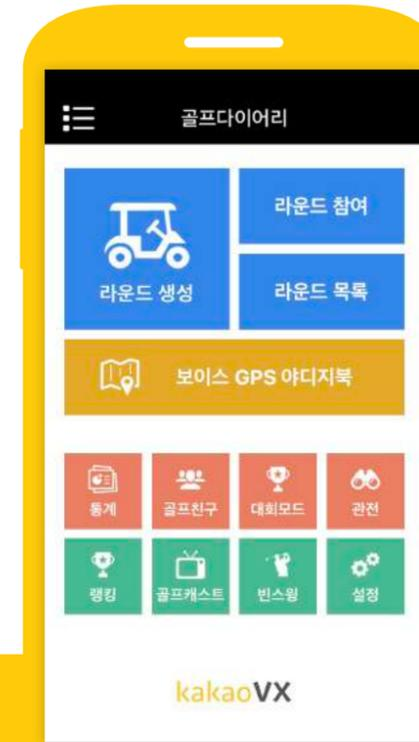 골프다이어리
라운드 생성
라운드 참여
라운드 목록
보이스 GPS 야디지북
통계
골프친구
대회모드
관전
랭킹
골프캐스트
빈스윙
설정
kakaoVX